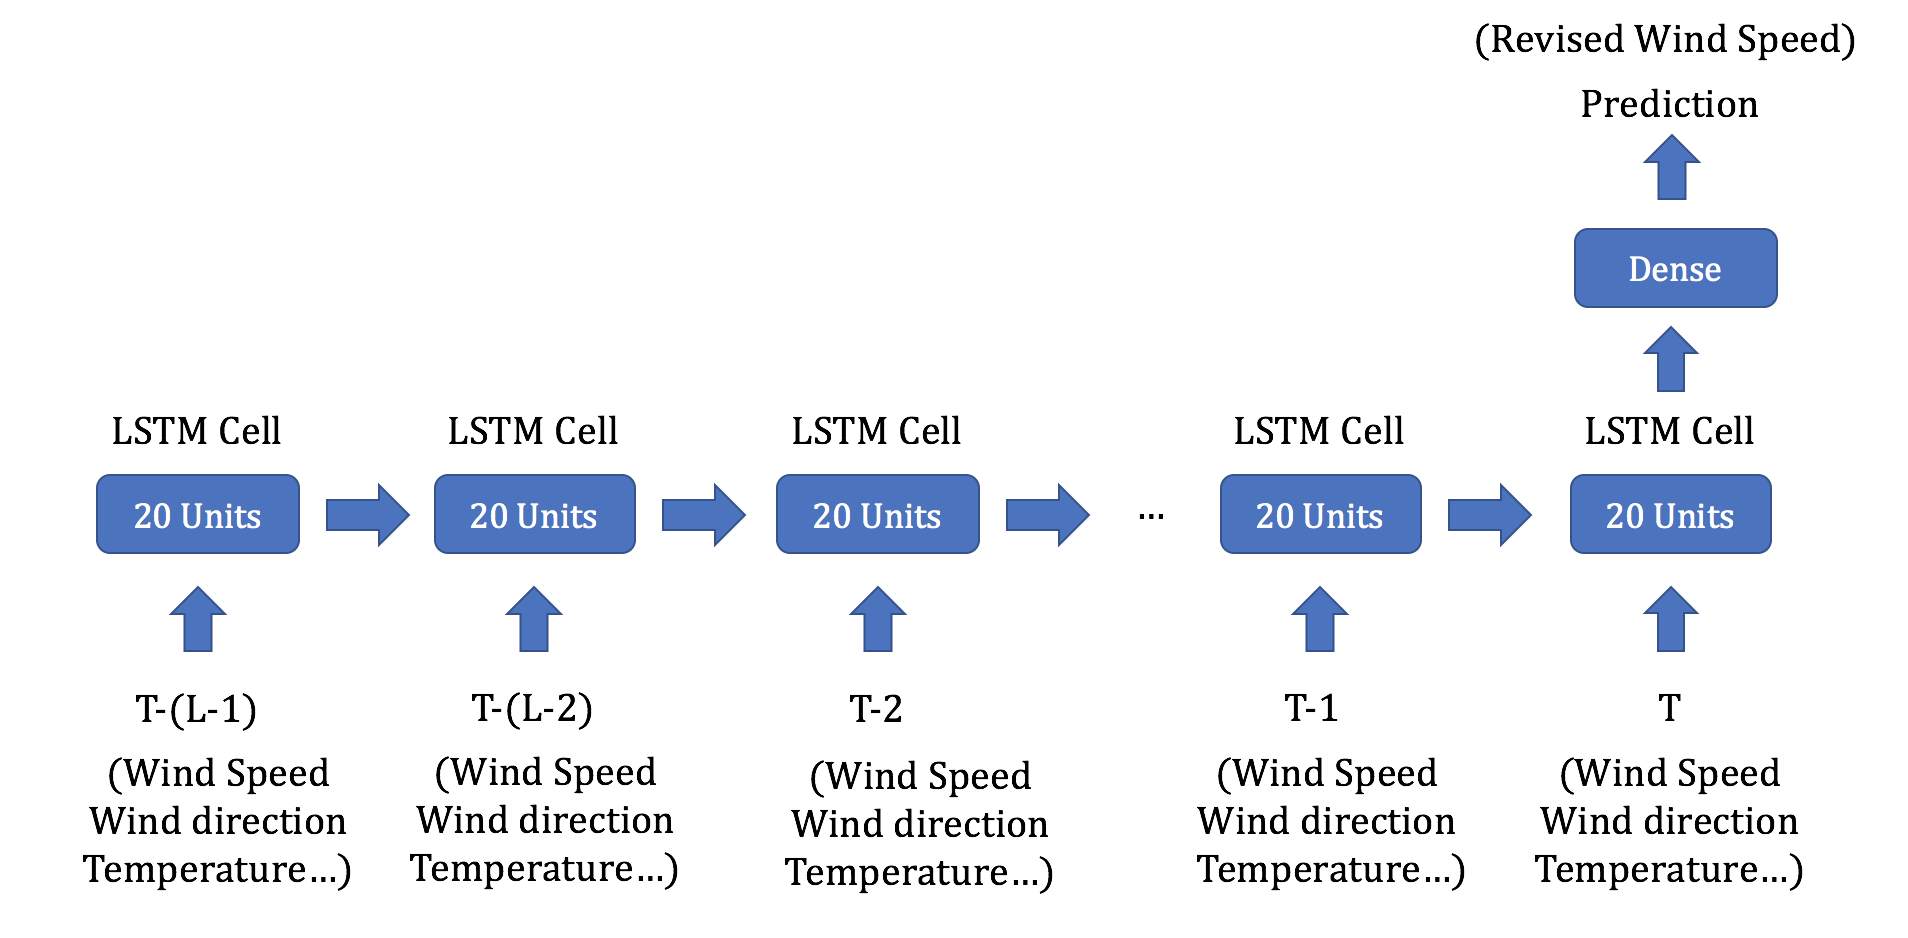 (Revised Wind Speed)
Prediction
Dense
LSTM Cell
LSTM Cell
LSTM Cell
LSTM Cell
LSTM Cell
20 Units
20 Units
20 Units
...
20 Units
20 Units
T-(L-1)
T-(L-2)
T-2
T-1
T
(Wind Speed
Wind direction
Temperature...)
(Wind Speed
Wind direction
Temperature...)
(Wind Speed
Wind direction
Temperature...)
(Wind Speed
Wind direction
Temperature...)
(Wind Speed
Wind direction
Temperature...)